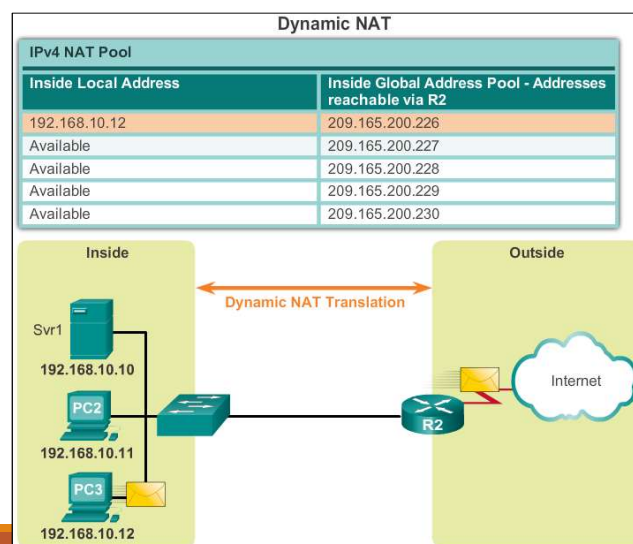 Dynamic NAT
IPv4 NAT Pool
Inside Local Address
Inside Global Address Pool - Addresses
reachable via R2
192.168.10.12
209.165.200.226
Available
209.165.200.227
Available
209.165.200.228
Available
209.165.200.229
Available
209.165.200.230
Inside
Outside
Dynamic NAT Translation
Svr1
192.168.10.10
PC2
192.168.10.11
PC3
192.168.10.12
R2
Internet